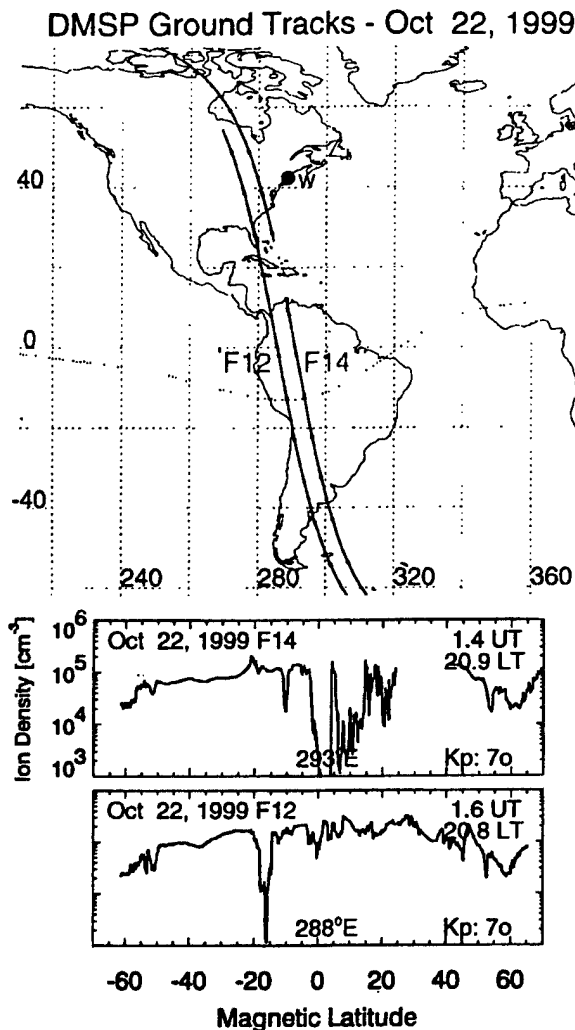 DMSP Ground Tracks - Oct 22, 1999
40
W
0
'F12
F14
-40
240
280
320
360
10⁶
Oct 22, 1999 F14
1.4 UT
10⁵
20.9 LT
Ion Density [cm⁻³]
10⁴
10³
293°E
Kp: 7o
Oct 22, 1999 F12
1.6 UT
20.8 LT
288°E
Kp: 7o
-60 -40 -20 0 20 40 60
Magnetic Latitude